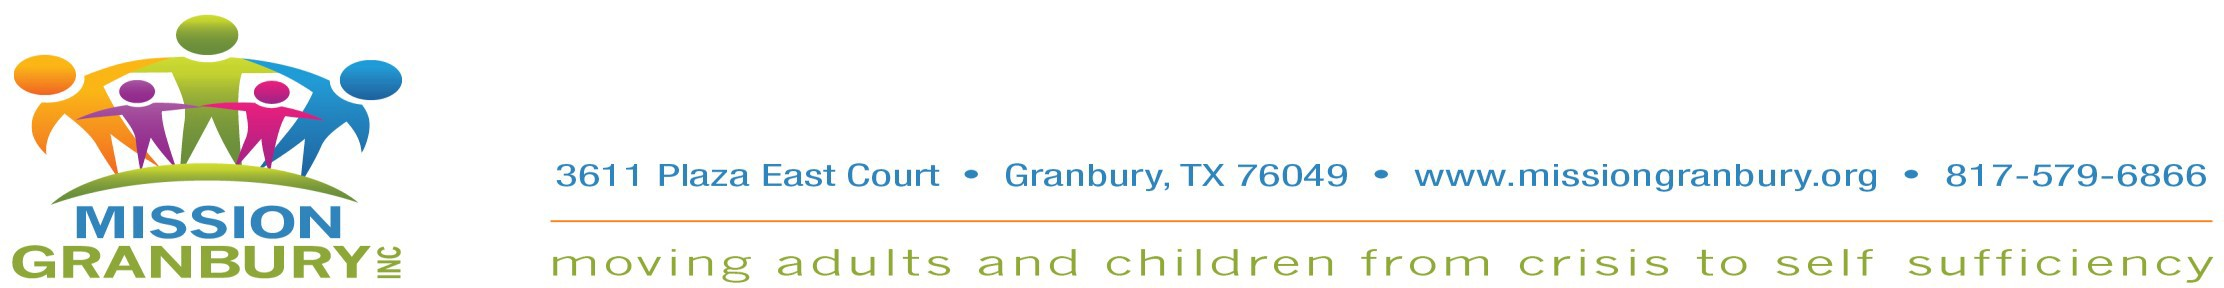 MISSION
GRANBURY INC
3611 Plaza East Court • Granbury, TX 76049 • www.missiongranbury.org • 817-579-6866
moving adults and children from crisis to self sufficiency